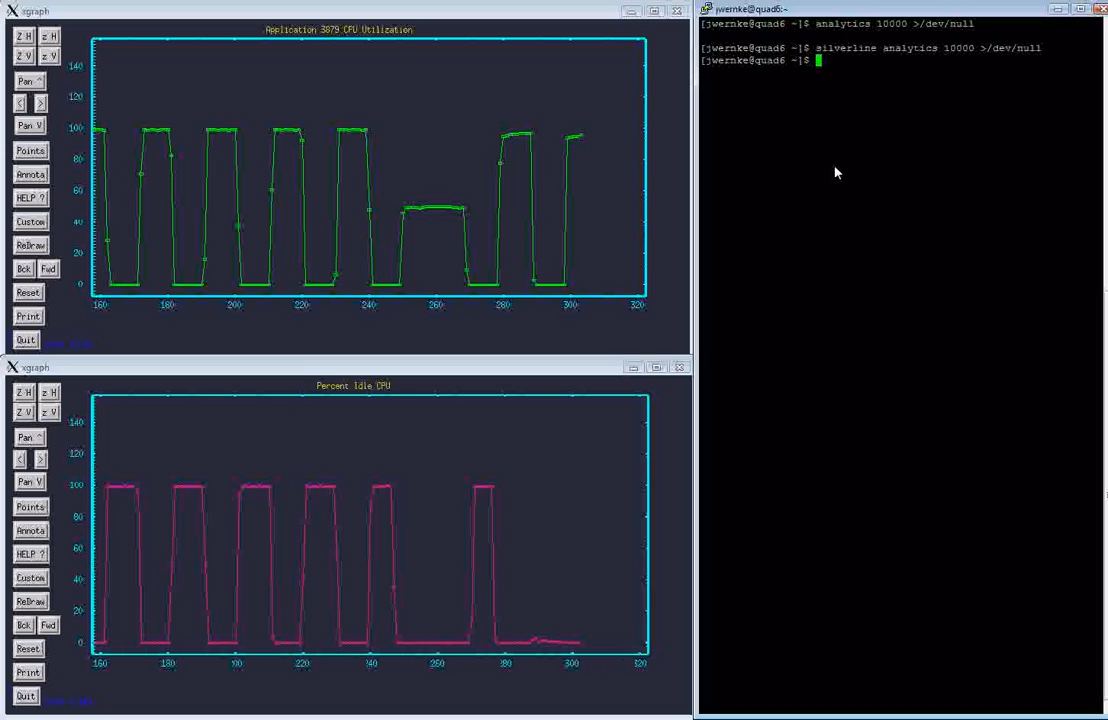 xgraph
Application 3879 CPU Utilization
Z H z H
Z V z V
Pan ^
< >
Pan V
Points
Annota
HELP ?
Custom
ReDraw
Bck Fwd
Reset
Print
Quit
140
120
100
80
60
40
20
0
160 180 200 220 240 260 280 300 320
xgraph
Percent Idle CPU
Z H z H
Z V z V
Pan ^
< >
Pan V
Points
Annota
HELP ?
Custom
ReDraw
Bck Fwd
Reset
Print
Quit
140
120
100
80
60
40
20
0
160 180 200 220 240 260 280 300 320
jwernke@quad6:~
[jwernke@quad6 ~]$ analytics 10000 >/dev/null
[jwernke@quad6 ~]$ silverline analytics 10000 >/dev/null
[jwernke@quad6 ~]$